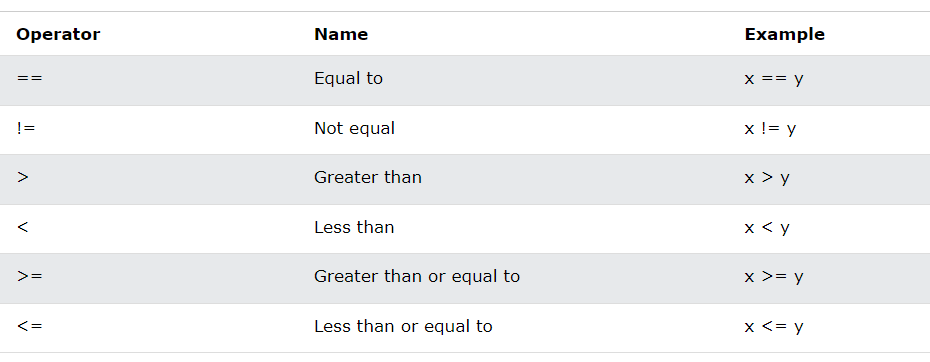 Operator Name Example
== Equal to x == y
!= Not equal x != y
> Greater than x > y
< Less than x < y
>= Greater than or equal to x >= y
<= Less than or equal to x <= y